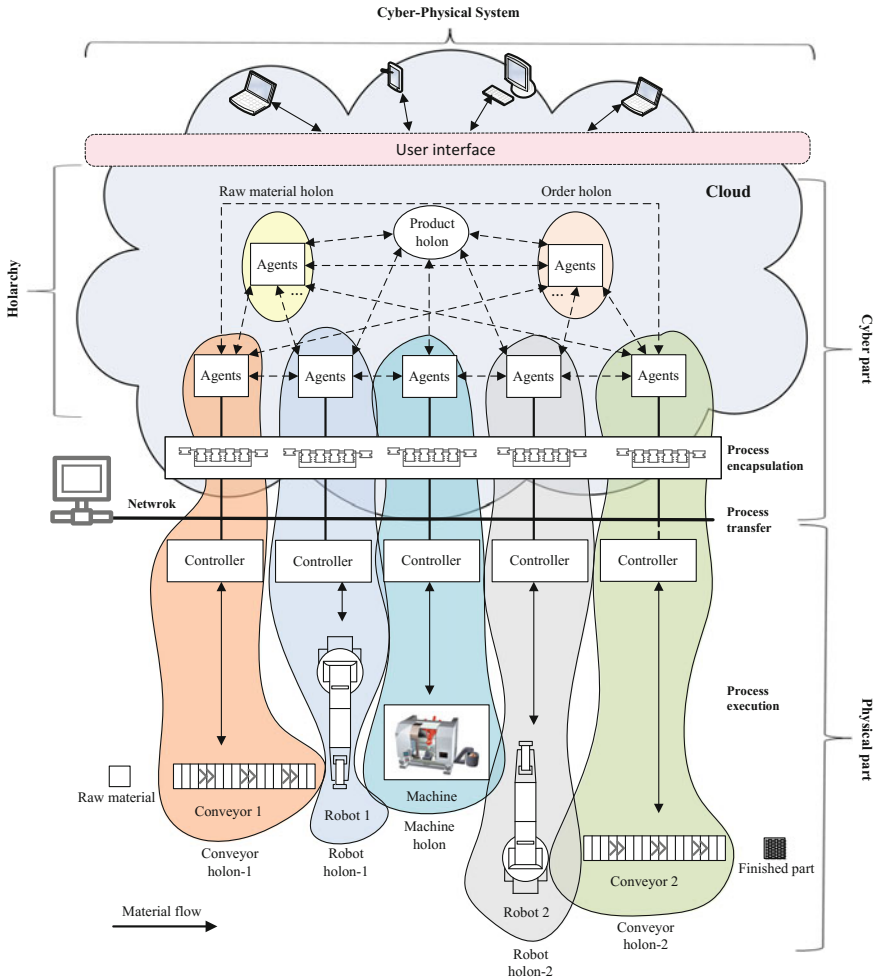 Cyber-Physical System
User interface
Raw material holon
Order holon
Cloud
Product
holon
Agents
...
Agents
...
Holarchy
Cyber part
Agents
Agents
Agents
Agents
Agents
Process
encapsulation
Netwrok
Process
transfer
Controller
Controller
Controller
Controller
Controller
Process
execution
Physical part
Raw material
Conveyor 1
Robot 1
Machine
Conveyor
holon-1
Robot
holon-1
Machine
holon
Conveyor 2
Finished part
Material flow
Robot 2
Conveyor
holon-2
Robot
holon-2